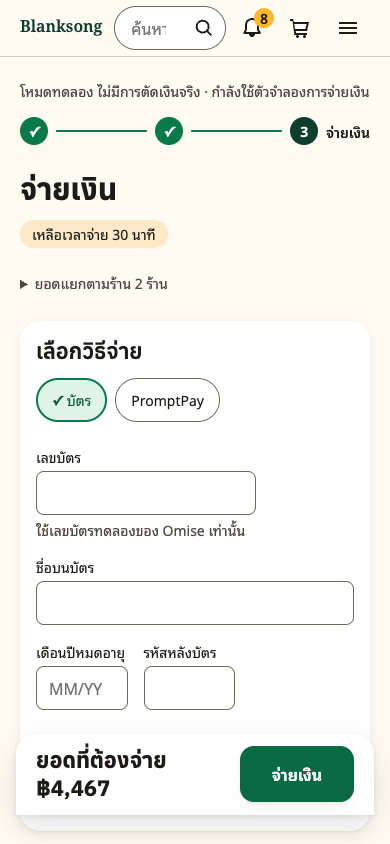 Blanksong
ค้นหา
8
โหมดทดลอง ไม่มีการตัดเงินจริง · กำลังใช้ตัวจำลองการจ่ายเงิน
3 จ่ายเงิน
จ่ายเงิน
เหลือเวลาจ่าย 30 นาที
ยอดแยกตามร้าน 2 ร้าน
เลือกวิธีจ่าย
✓ บัตร
PromptPay
เลขบัตร
ใช้เลขบัตรทดลองของ Omise เท่านั้น
ชื่อบนบัตร
เดือนปีหมดอายุ รหัสหลังบัตร
MM/YY
ยอดที่ต้องจ่าย
฿4,467
จ่ายเงิน